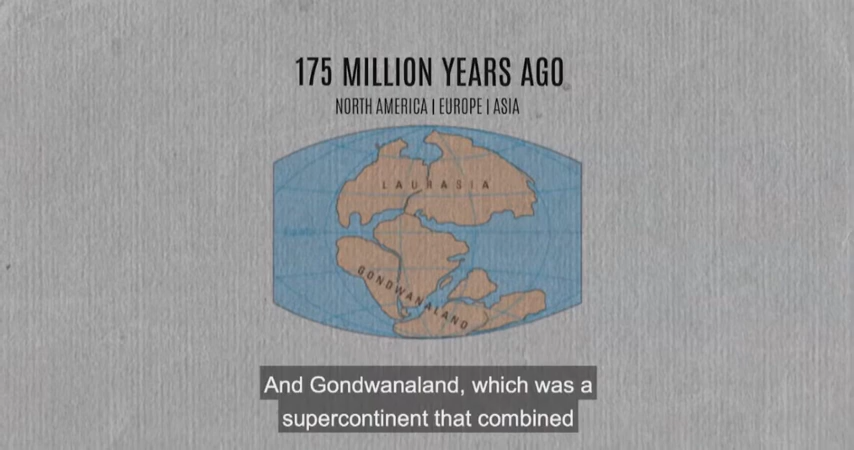 175 MILLION YEARS AGO
NORTH AMERICA | EUROPE | ASIA
LAURASIA
GONDWANALAND
And Gondwanaland, which was a
supercontinent that combined